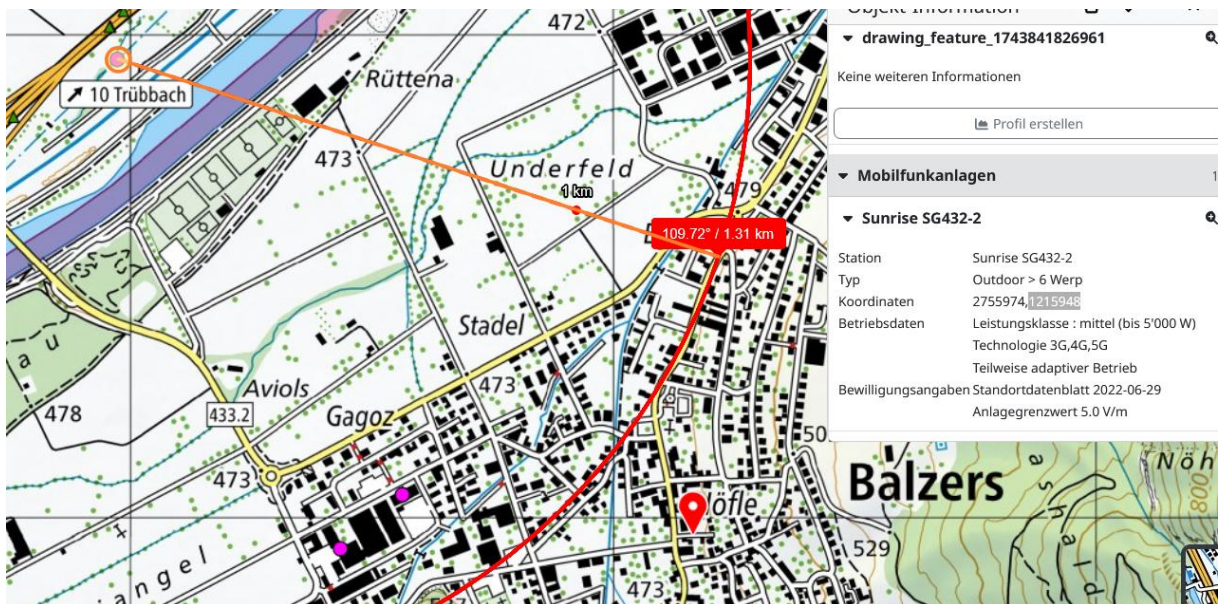 472
10 Trübbach
Rüttena
473
Underfeld
1 km
479
109.72° / 1.31 km
Stadel
au
Aviols
473
478
433.2
Gagoz
473
öfle
Balzers
529
473
Nöh
800
Objekt Information
drawing_feature_1743841826961
Keine weiteren Informationen
Profil erstellen
Mobilfunkanlagen 1
Sunrise SG432-2
Station Sunrise SG432-2
Typ Outdoor > 6 Werp
Koordinaten 2755974,1215948
Betriebsdaten Leistungsklasse : mittel (bis 5'000 W)
Technologie 3G,4G,5G
Teilweise adaptiver Betrieb
Bewilligungsangaben Standortdatenblatt 2022-06-29
Anlagegrenzwert 5.0 V/m